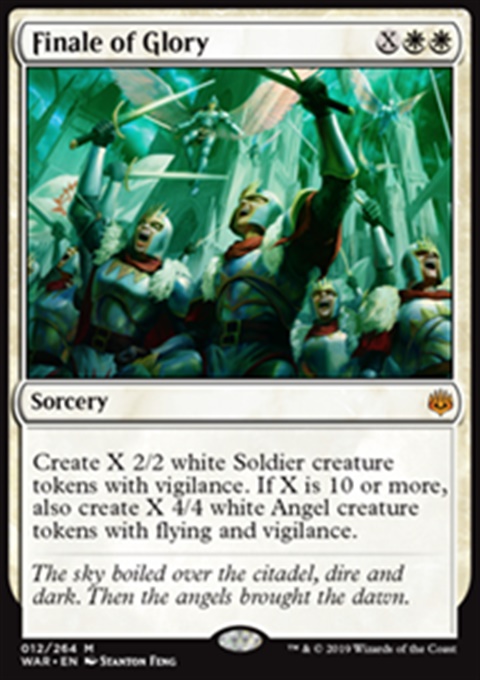 Finale of Glory X
Sorcery
Create X 2/2 white Soldier creature
tokens with vigilance. If X is 10 or more,
also create X 4/4 white Angel creature
tokens with flying and vigilance.
The sky boiled over the citadel, dire and
dark. Then the angels brought the dawn.
012/264 M
WAR • EN Stanton Feng
™ & © 2019 Wizards of the Coast